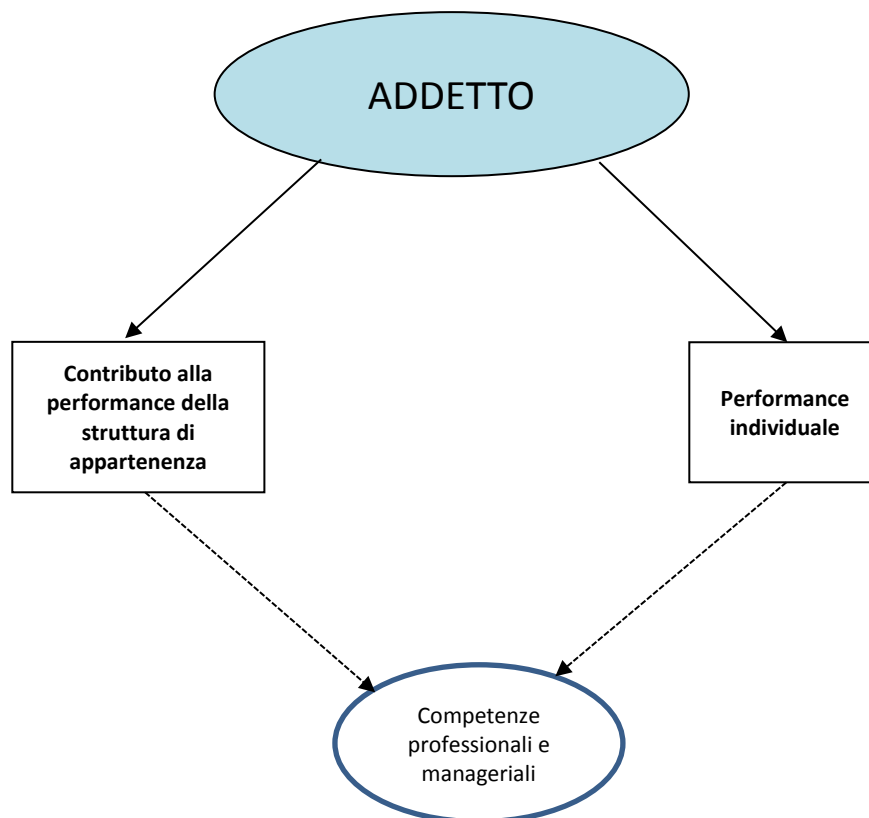 ADDETTO
Contributo alla
performance della
struttura di
appartenenza
Performance
individuale
Competenze
professionali e
manageriali